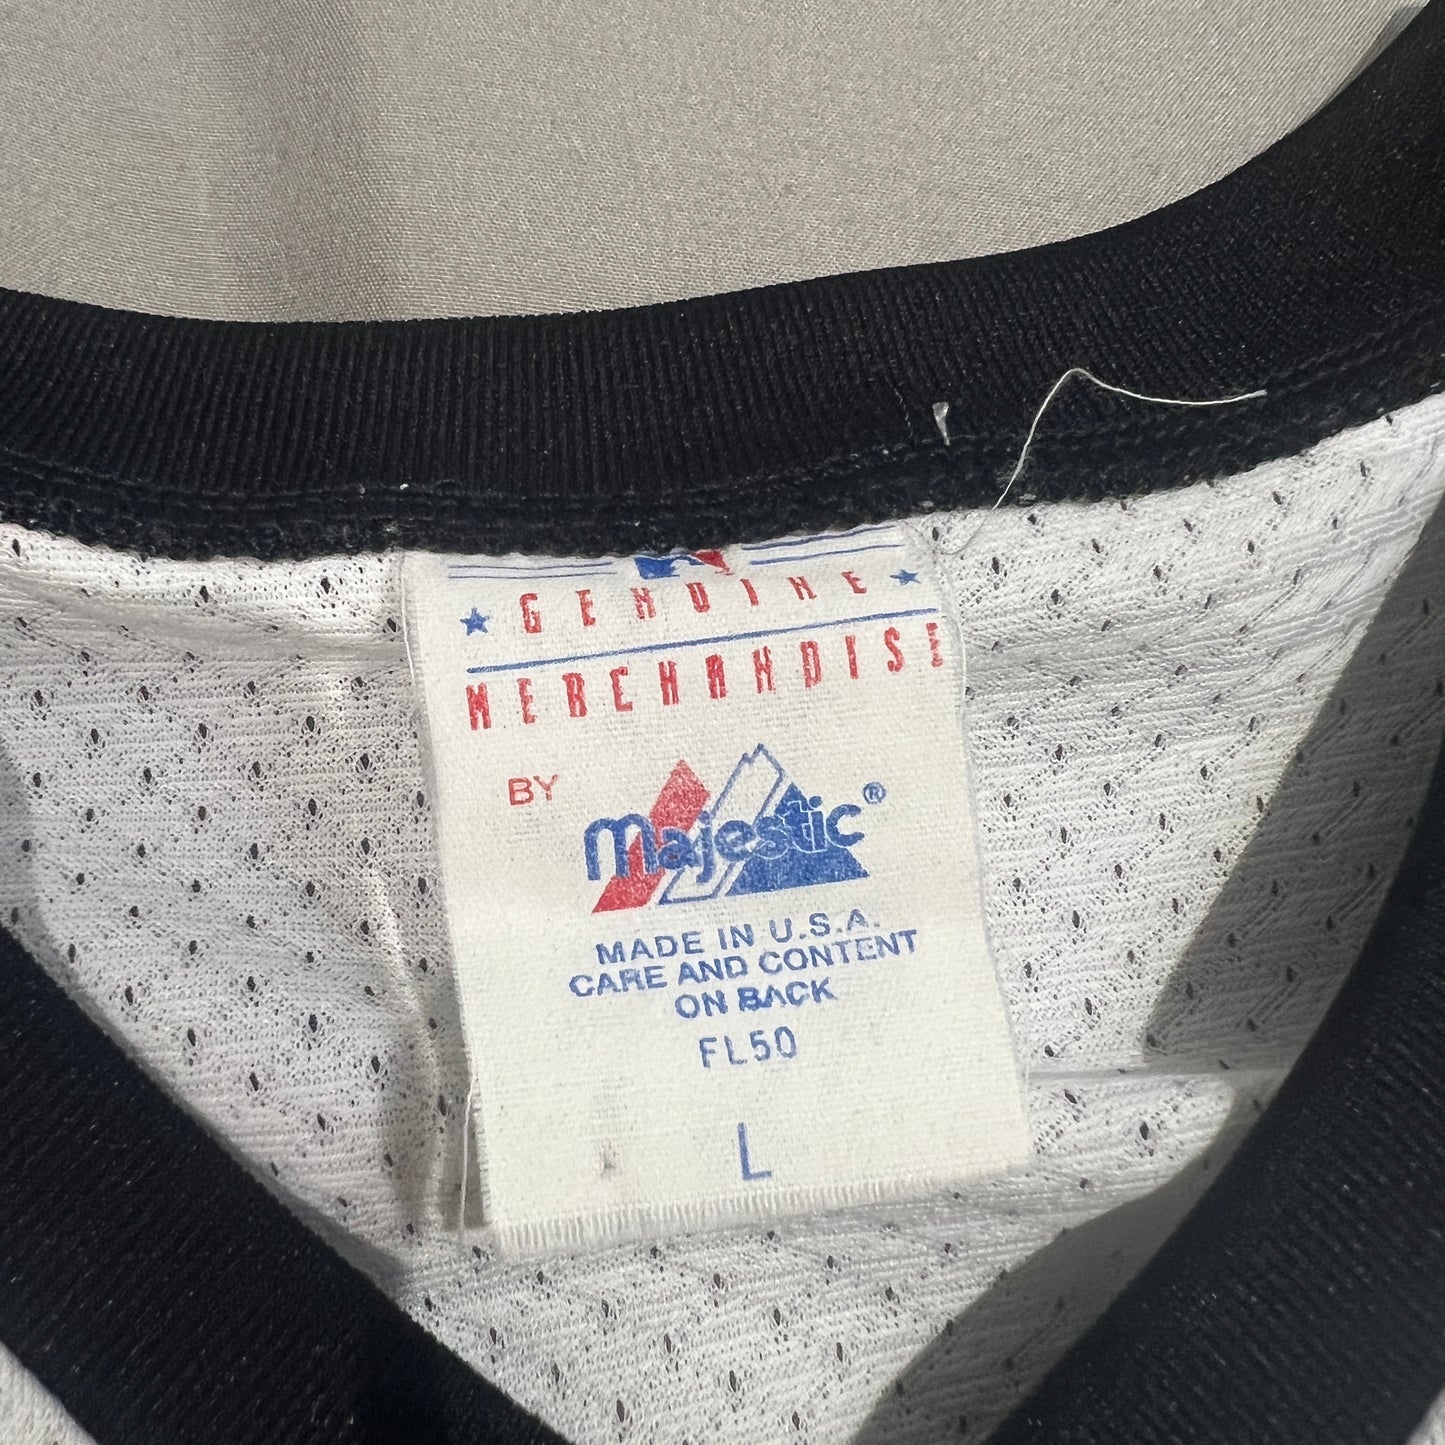 GENUINE
MERCHANDISE
BY
Majestic®
MADE IN U.S.A.
CARE AND CONTENT
ON BACK
FL50
L